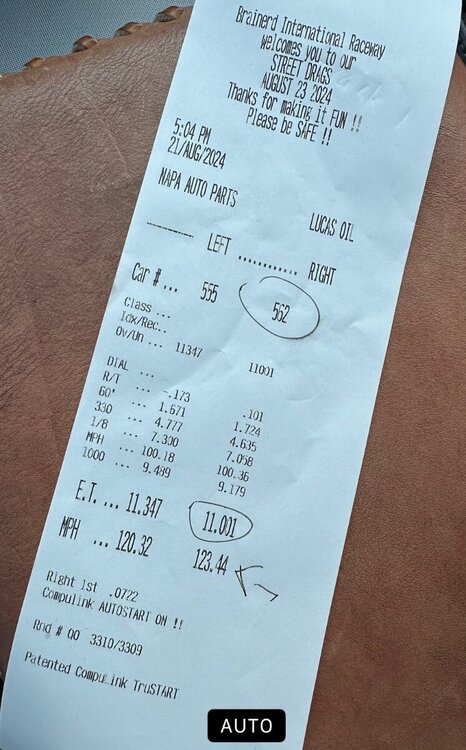 Brainerd International Raceway
welcomes you to our
STREET DRAGS
AUGUST 23 2024
Thanks for making it FUN !!
Please be SAFE !!
5:04 PM
21/AUG/2024
NAPA AUTO PARTS LUCAS OIL
------- LEFT ........... RIGHT
Car # ... 555 562
Class ...
Idx/Rec..
Ov/Un .. 11347 11001
DIAL ...
R/T ... -.173 .101
60' ... 1.671 1.724
330 ... 4.777 4.635
1/8 ... 7.300 7.058
MPH ... 100.18 100.36
1000 ... 9.489 9.179
E.T. ... 11.347 11.001
MPH ... 120.32 123.44
Right 1st .0722
Compulink AUTOSTART ON !!
Rnd # QQ 3310/3309
Patented CompuLink TruSTART
AUTO